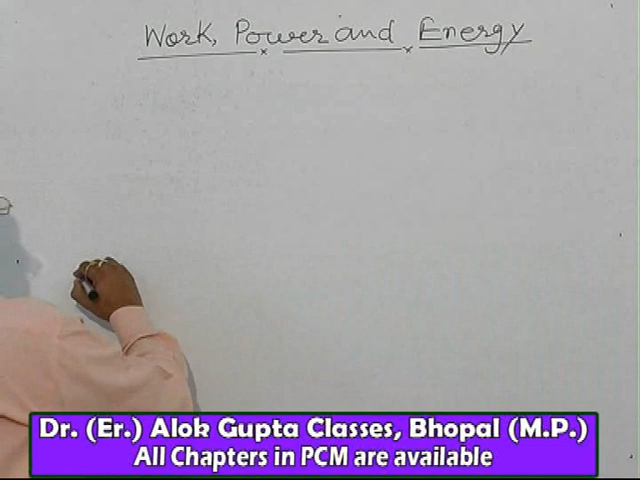 Work, Power and Energy
Dr. (Er.) Alok Gupta Classes, Bhopal (M.P.)
All Chapters in PCM are available